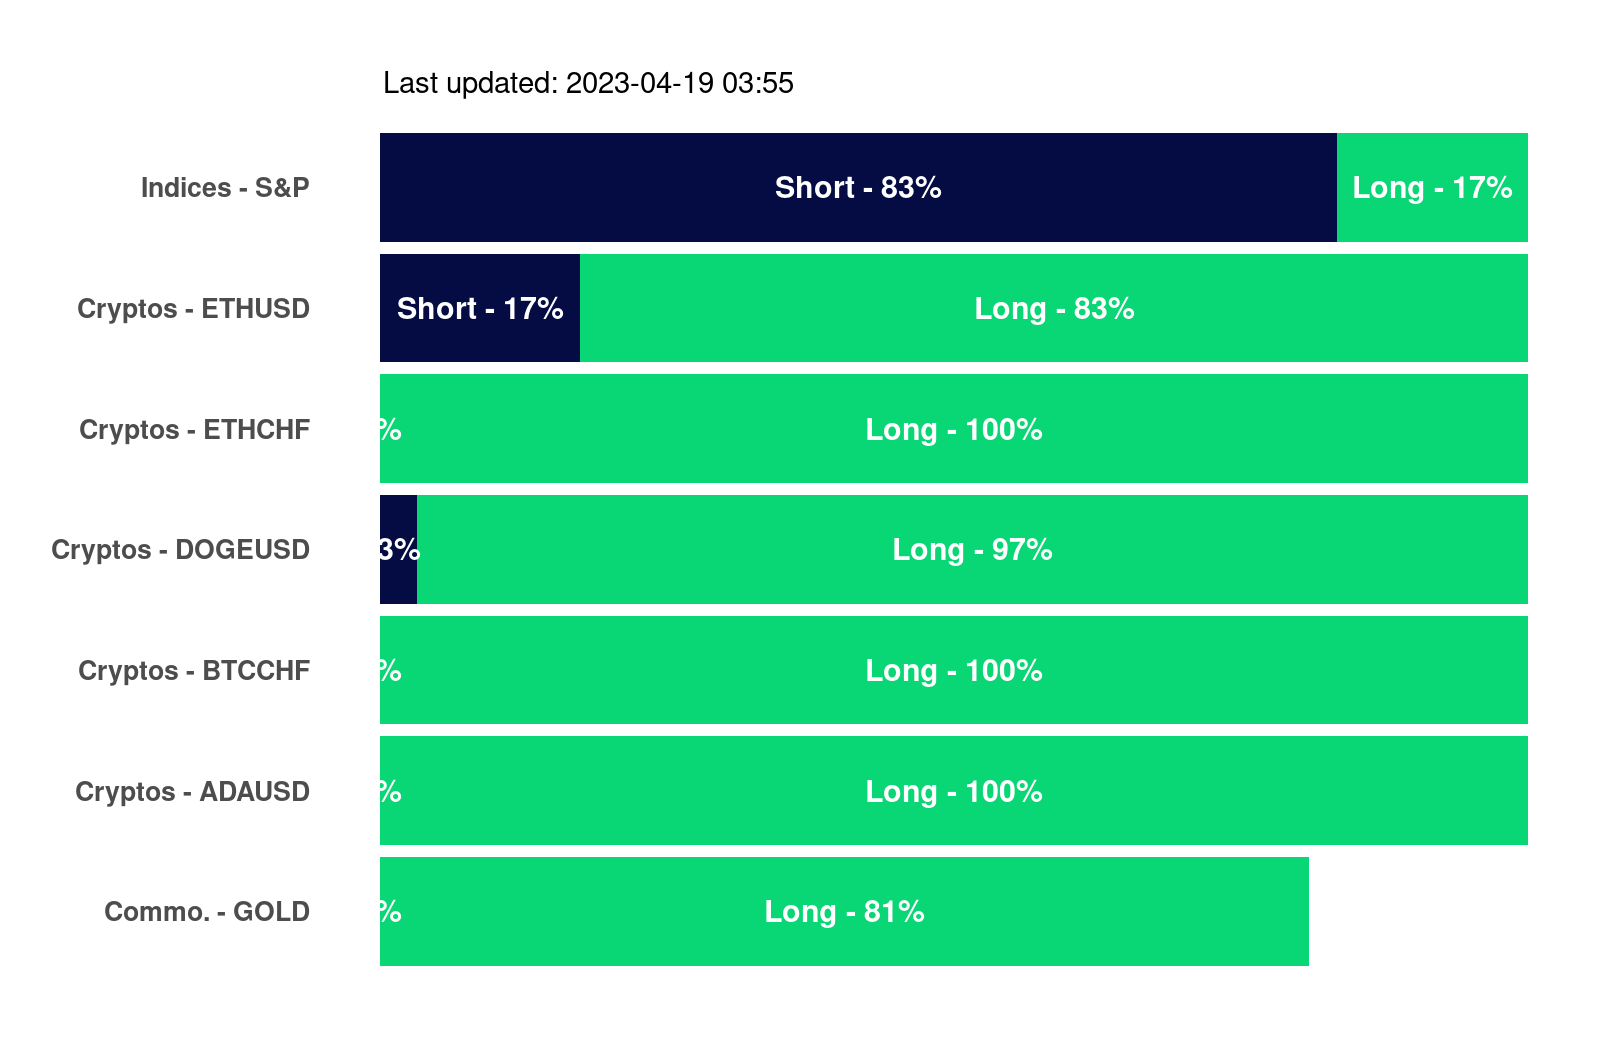 Last updated: 2023-04-19 03:55
Indices - S&P Short - 83% Long - 17%
Cryptos - ETHUSD Short - 17% Long - 83%
Cryptos - ETHCHF % Long - 100%
Cryptos - DOGEUSD 3% Long - 97%
Cryptos - BTCCHF % Long - 100%
Cryptos - ADAUSD % Long - 100%
Commo. - GOLD % Long - 81%